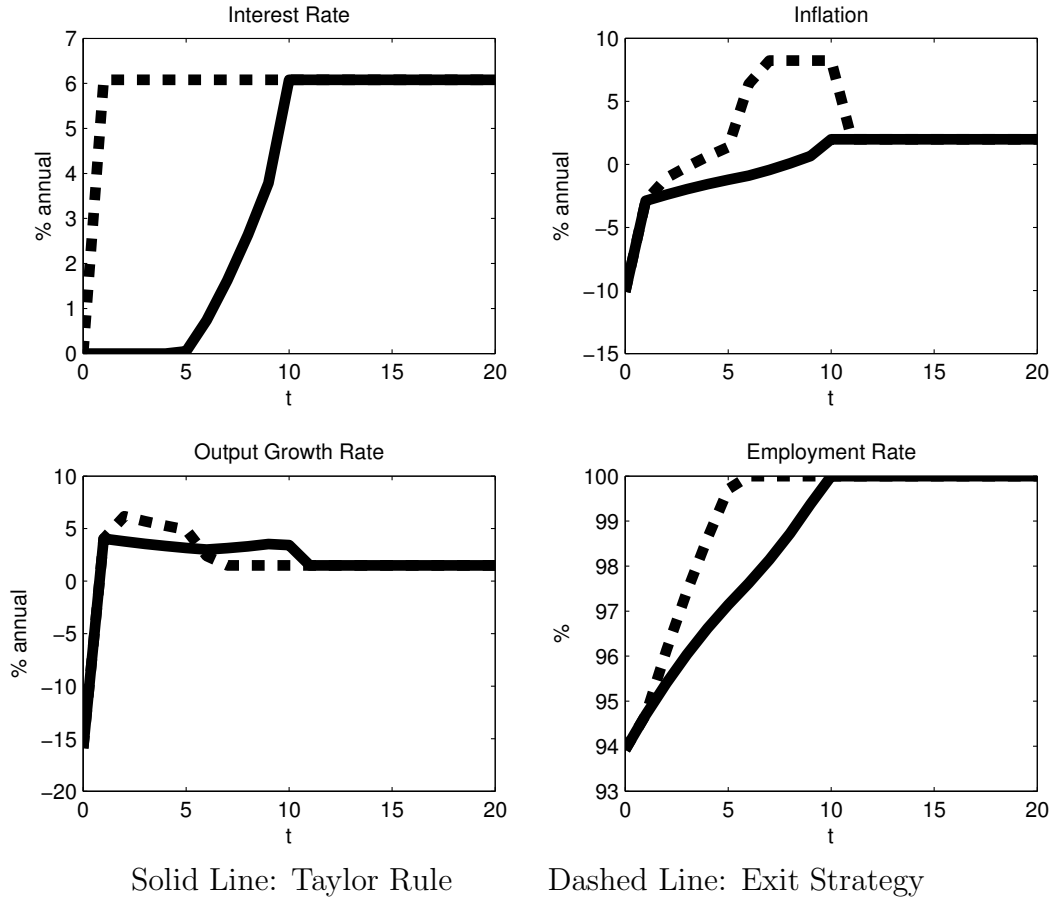 Interest Rate
7
6
5
4
3
2
1
0
% annual
0 5 10 15 20
t
Inflation
10
5
0
−5
−10
−15
% annual
0 5 10 15 20
t
Output Growth Rate
10
5
0
−5
−10
−15
−20
% annual
0 5 10 15 20
t
Employment Rate
100
99
98
97
96
95
94
93
%
0 5 10 15 20
t
Solid Line: Taylor Rule Dashed Line: Exit Strategy